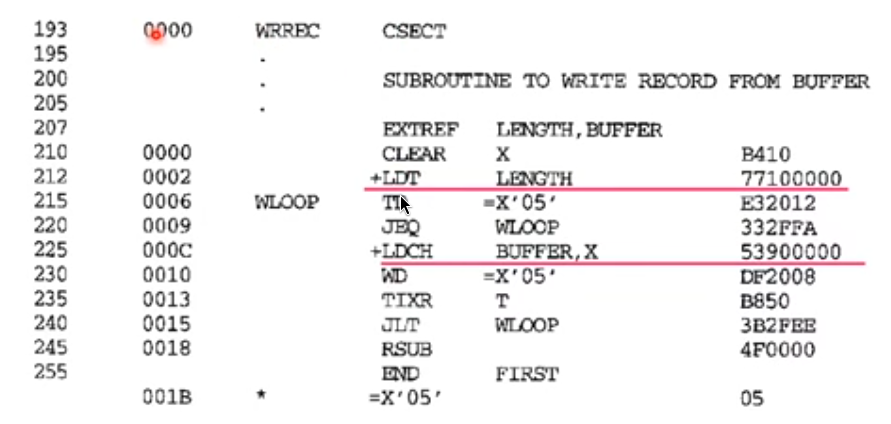 193 0000 WRREC CSECT
195 .
200 . SUBROUTINE TO WRITE RECORD FROM BUFFER
205 .
207 EXTREF LENGTH,BUFFER
210 0000 CLEAR X B410
212 0002 +LDT LENGTH 77100000
215 0006 WLOOP =X'05' E32012
220 0009 JEQ WLOOP 332FFA
225 000C +LDCH BUFFER,X 53900000
230 0010 WD =X'05' DF2008
235 0013 TIXR T B850
240 0015 JLT WLOOP 3B2FEE
245 0018 RSUB 4F0000
255 END FIRST
001B * =X'05' 05